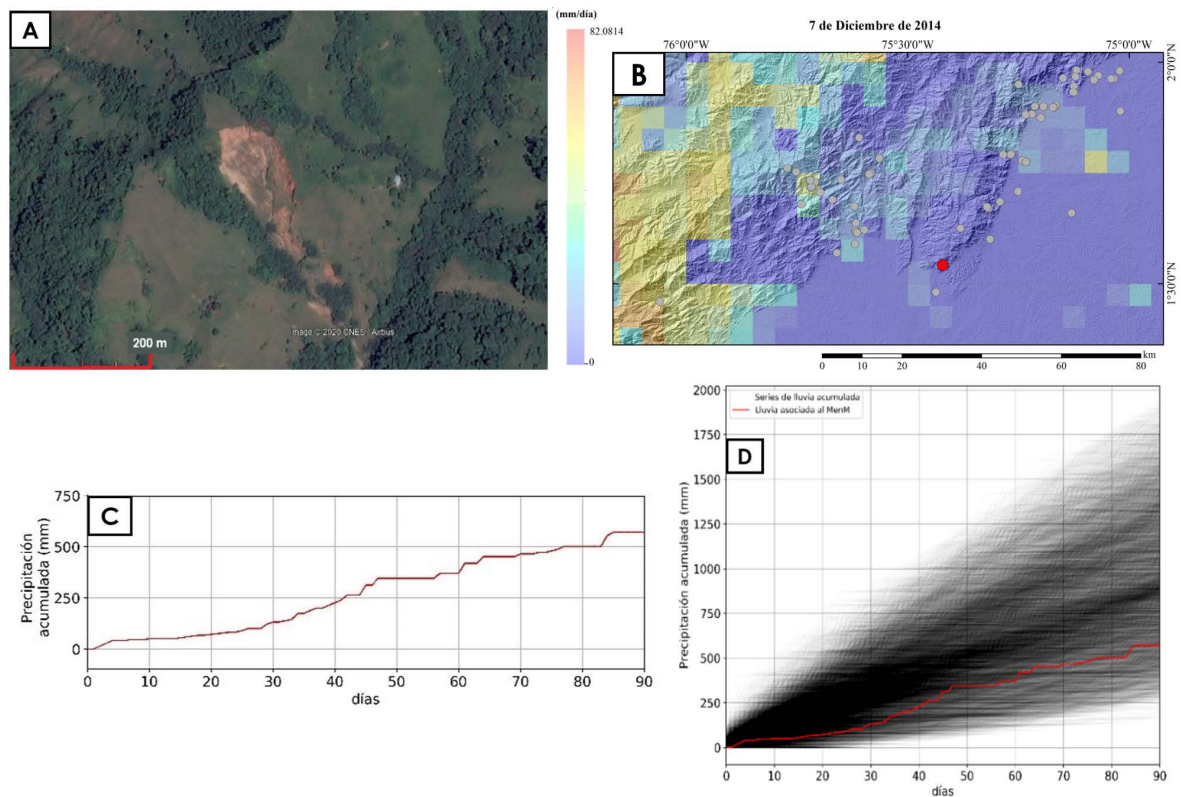 A
Image © 2020 CNES / Airbus
200 m
(mm/día)
82.0814
0
7 de Diciembre de 2014
76°0'0"W
75°30'0"W
75°0'0"W
B
2°0'0"N
1°30'0"N
km
0 10 20 40 60 80
C
Precipitación
acumulada (mm)
750
500
250
0
0 10 20 30 40 50 60 70 80 90
días
D
Series de lluvia acumulada
Lluvia asociada al MenM
Precipitación acumulada (mm)
2000
1750
1500
1250
1000
750
500
250
0
0 10 20 30 40 50 60 70 80 90
días